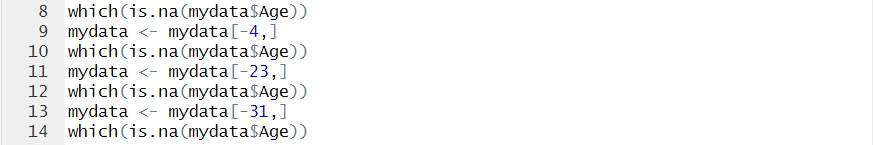 8 which(is.na(mydata$Age))
9 mydata <- mydata[-4,]
10 which(is.na(mydata$Age))
11 mydata <- mydata[-23,]
12 which(is.na(mydata$Age))
13 mydata <- mydata[-31,]
14 which(is.na(mydata$Age))